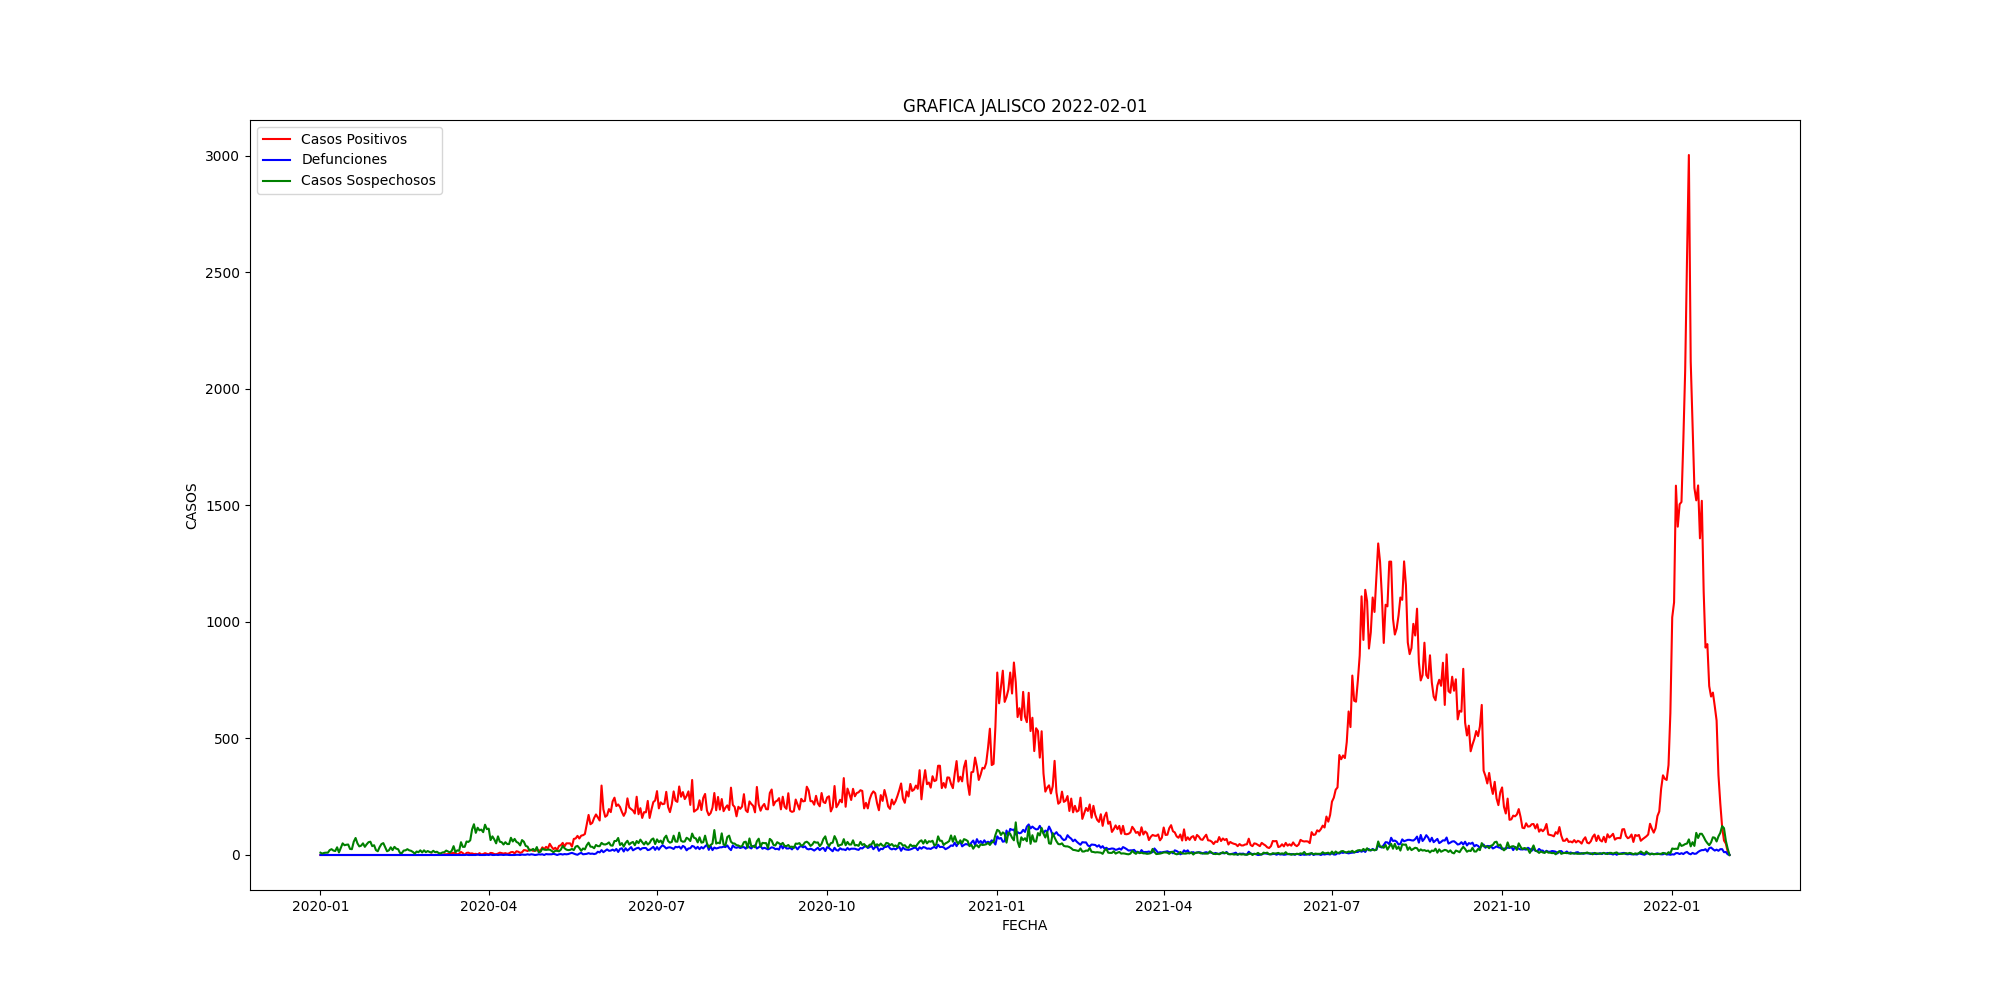 GRAFICA JALISCO 2022-02-01
Casos Positivos
Defunciones
Casos Sospechosos
3000
2500
2000
1500
1000
500
0
CASOS
2020-01
2020-04
2020-07
2020-10
2021-01
2021-04
2021-07
2021-10
2022-01
FECHA